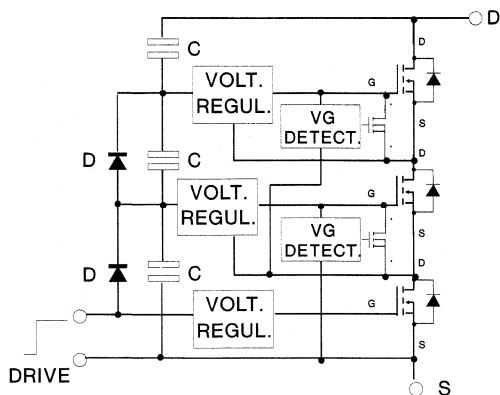 D
D
C
VOLT.
REGUL.
G
VG
DETECT.
S
D
D
C
VOLT.
REGUL.
G
VG
DETECT.
S
D
D
C
VOLT.
REGUL.
G
S
DRIVE
S